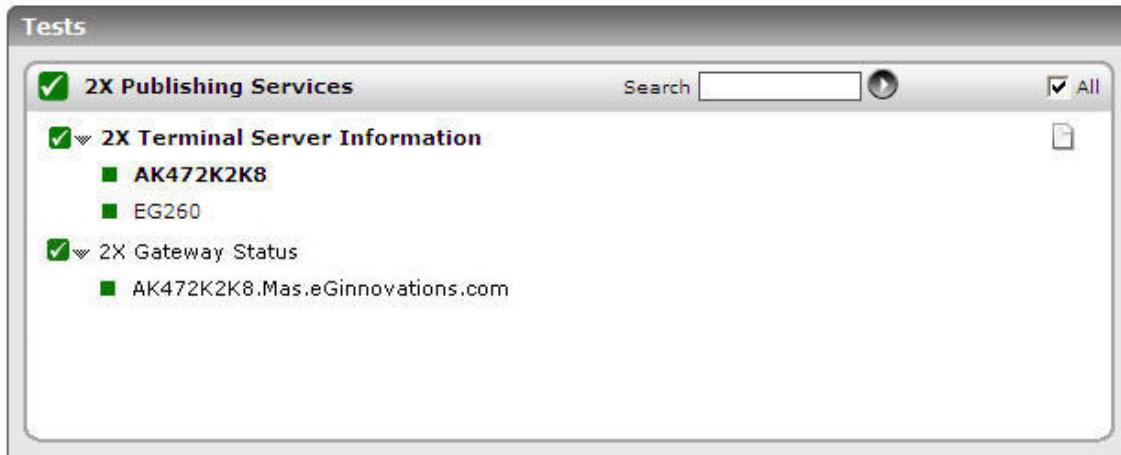 Tests
2X Publishing Services Search All
2X Terminal Server Information
AK472K2K8
EG260
2X Gateway Status
AK472K2K8.Mas.eGinnovations.com